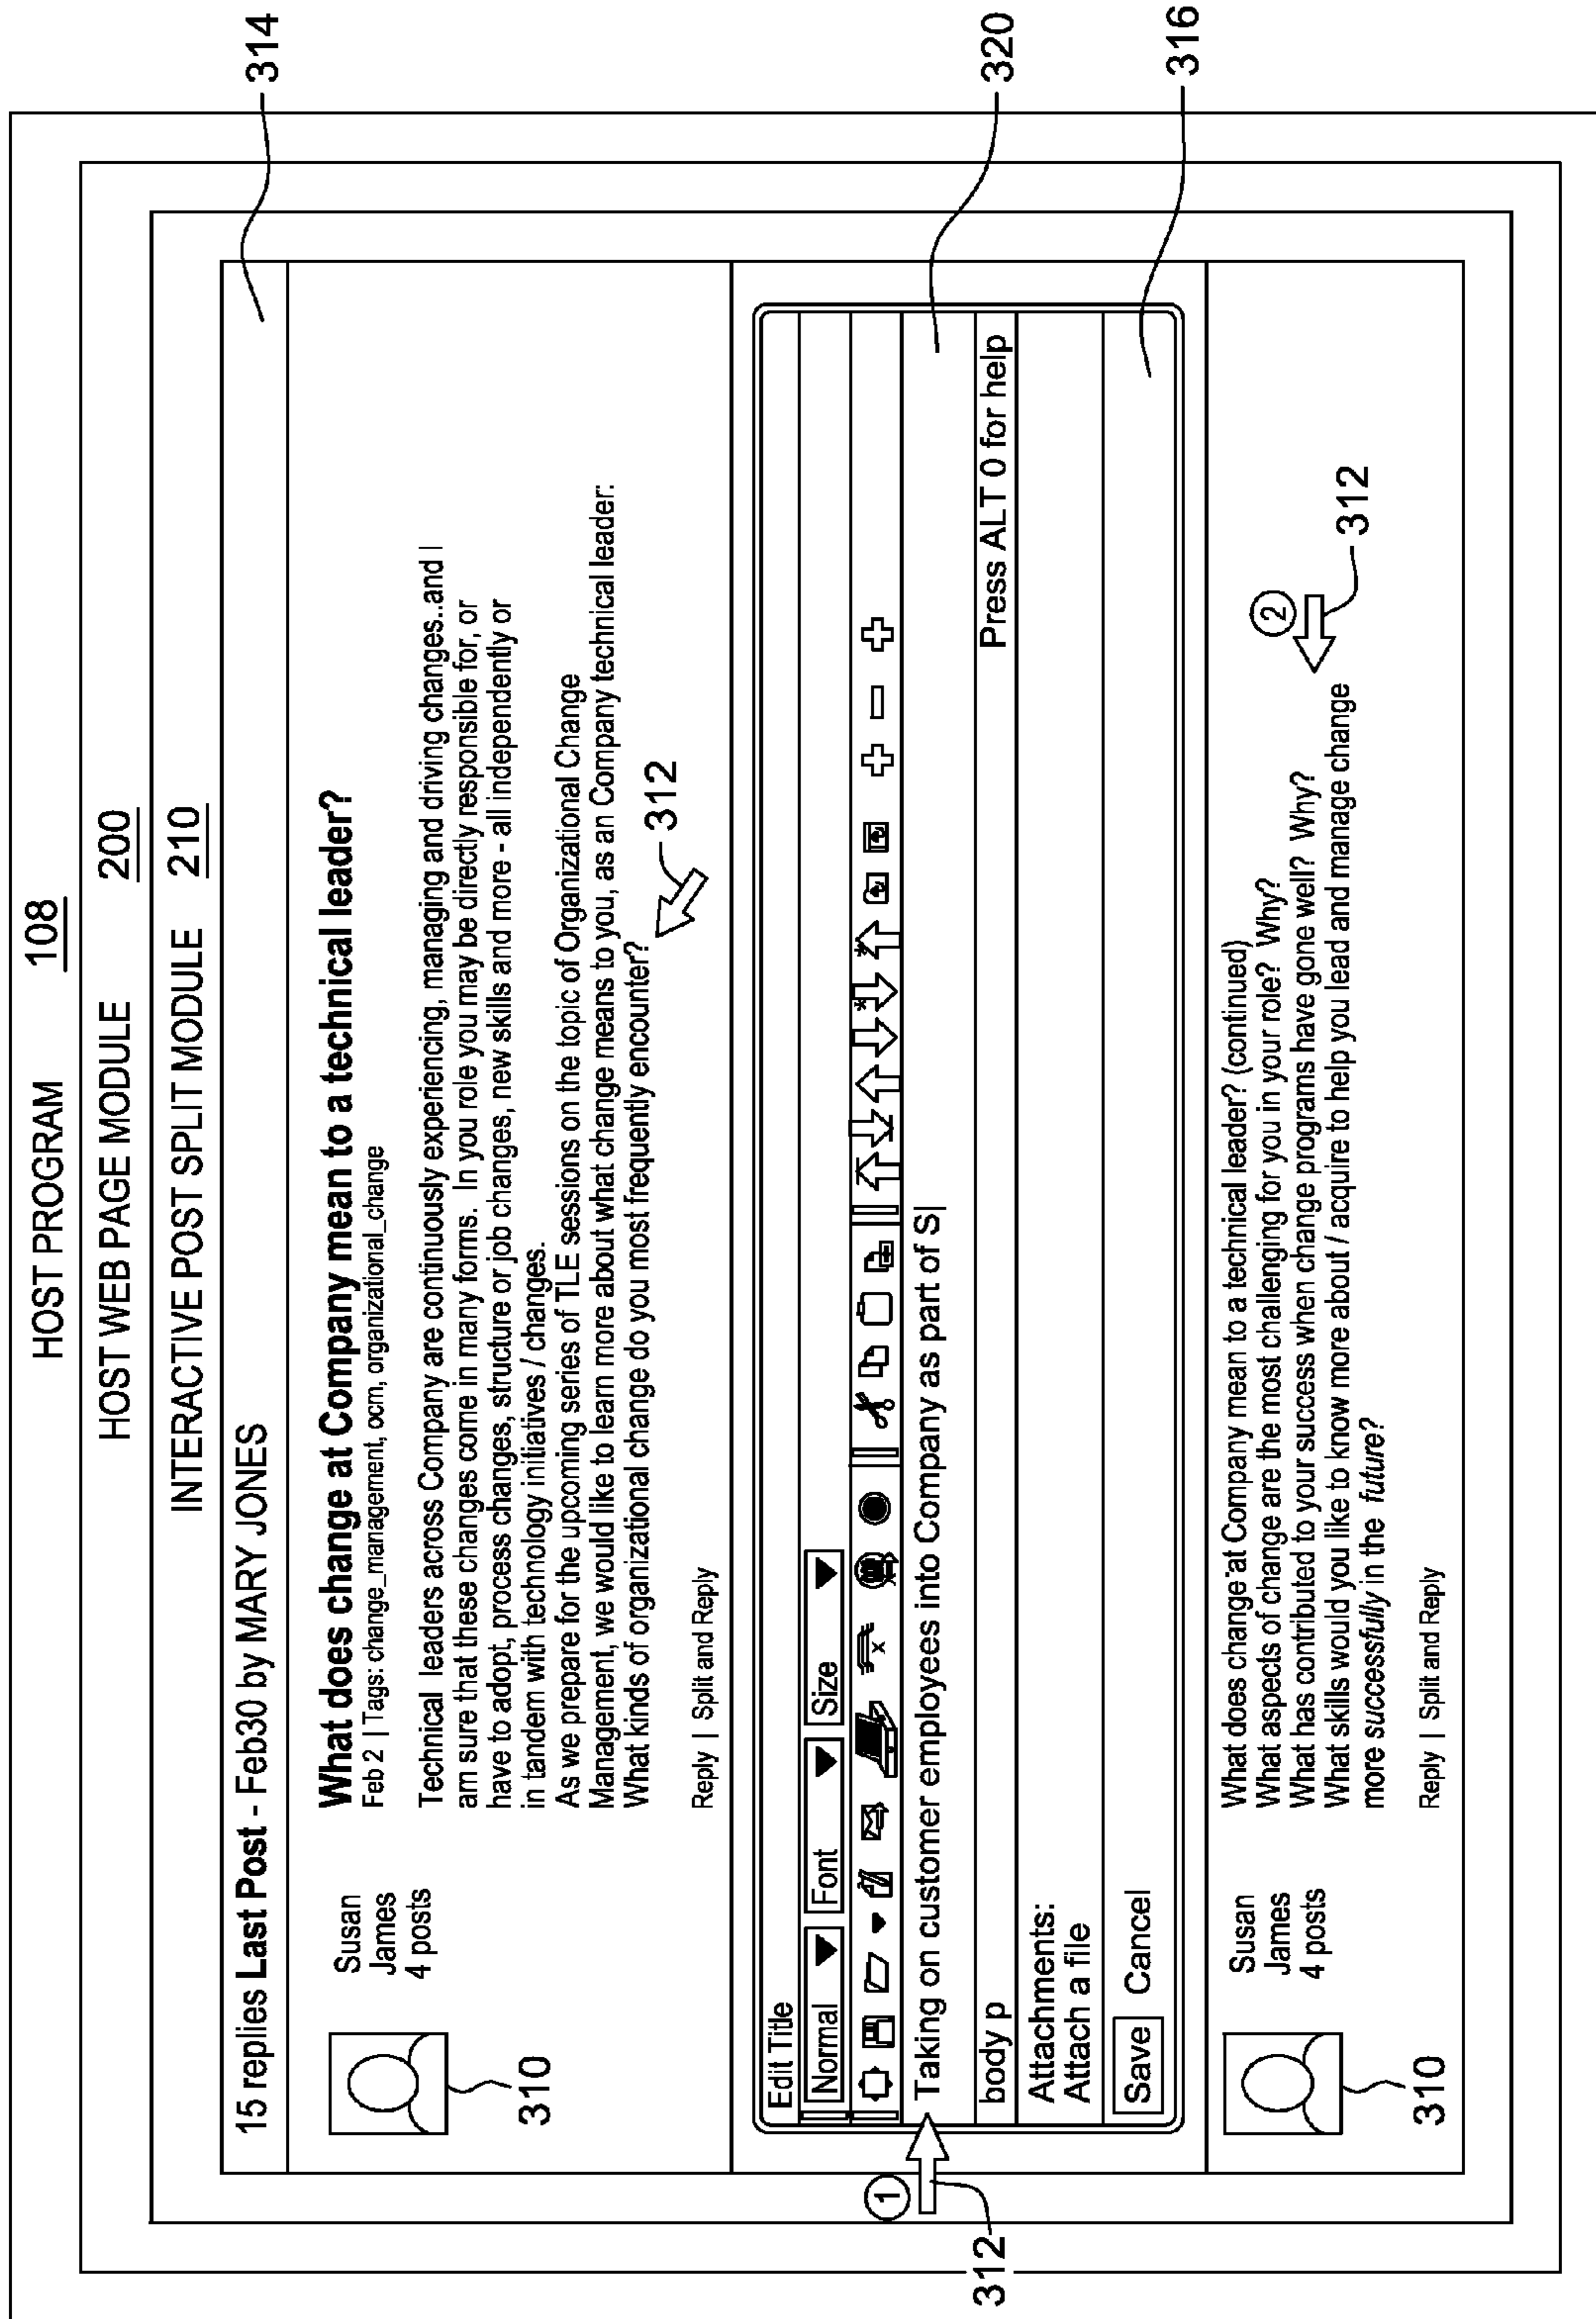 HOST PROGRAM 108
HOST WEB PAGE MODULE 200
INTERACTIVE POST SPLIT MODULE 210
15 replies Last Post - Feb30 by MARY JONES
314
310
Susan
James
4 posts
What does change at Company mean to a technical leader?
Feb 2 | Tags: change_management, ocm, organizational_change
Technical leaders across Company are continuously experiencing, managing and driving changes..and I
am sure that these changes come in many forms. In you role you may be directly responsible for, or
have to adopt, process changes, structure or job changes, new skills and more - all independently or
in tandem with technology initiatives / changes.
As we prepare for the upcoming series of TLE sessions on the topic of Organizational Change
Management, we would like to learn more about what change means to you, as an Company technical leader:
What kinds of organizational change do you most frequently encounter?
312
Reply | Split and Reply
Edit Title
Normal Font Size
1
312
Taking on customer employees into Company as part of S|
320
body p Press ALT 0 for help
Attachments:
Attach a file
Save Cancel
316
310
Susan
James
4 posts
What does change at Company mean to a technical leader? (continued)
What aspects of change are the most challenging for you in your role? Why?
What has contributed to your success when change programs have gone well? Why?
What skills would you like to know more about / acquire to help you lead and manage change
more successfully in the future?
2
312
Reply | Split and Reply